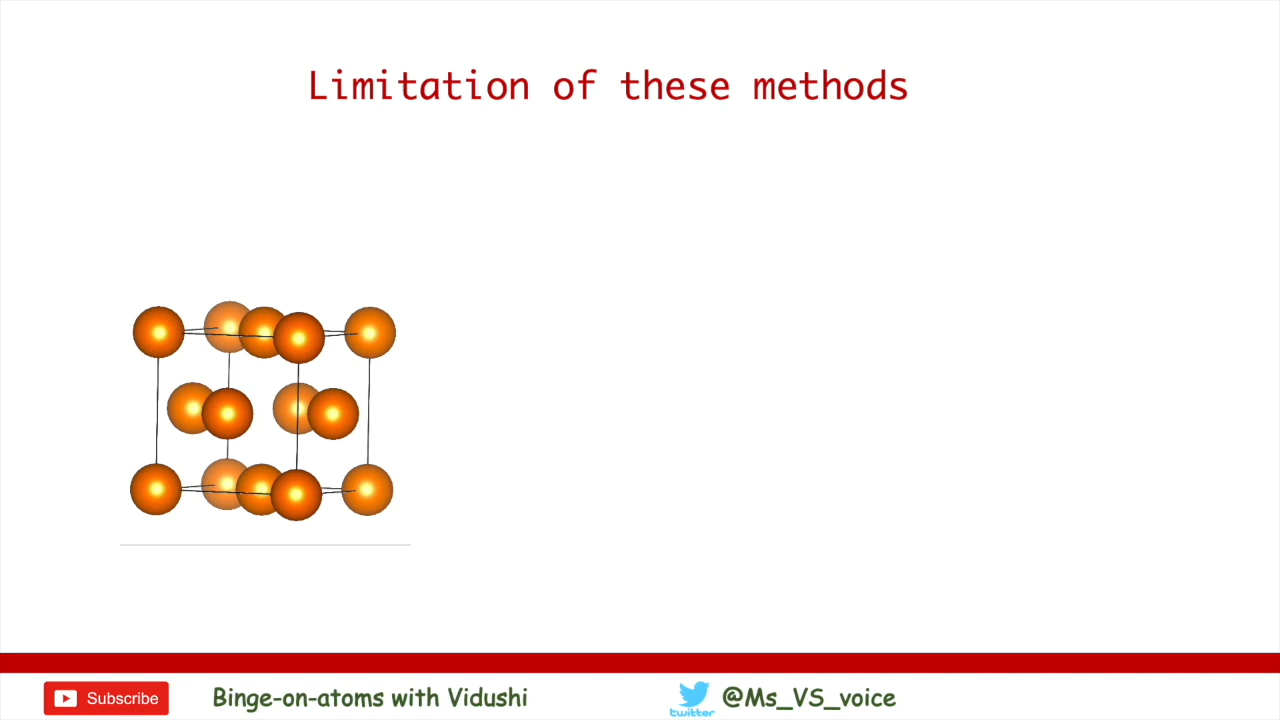 Limitation of these methods
Subscribe
Binge-on-atoms with Vidushi
twitter
@Ms_VS_voice